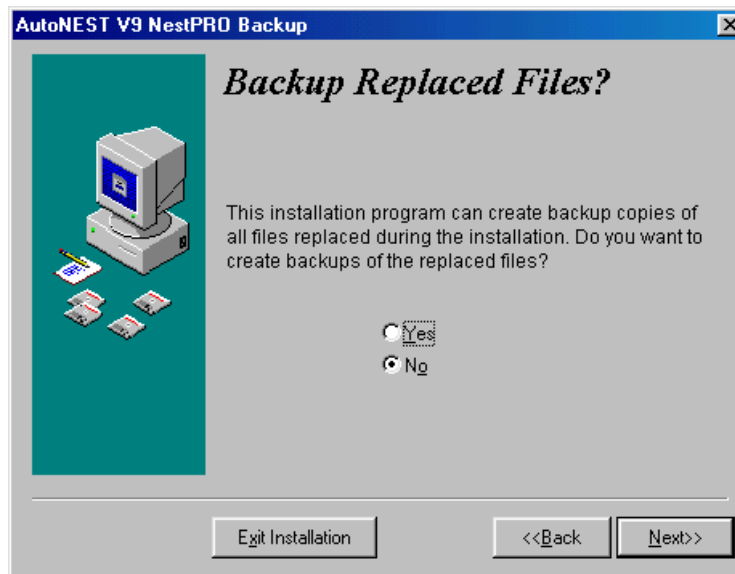 AutoNEST V9 NestPRO Backup
Backup Replaced Files?
This installation program can create backup copies of
all files replaced during the installation. Do you want to
create backups of the replaced files?
Yes
No
Exit Installation
<<Back
Next>>